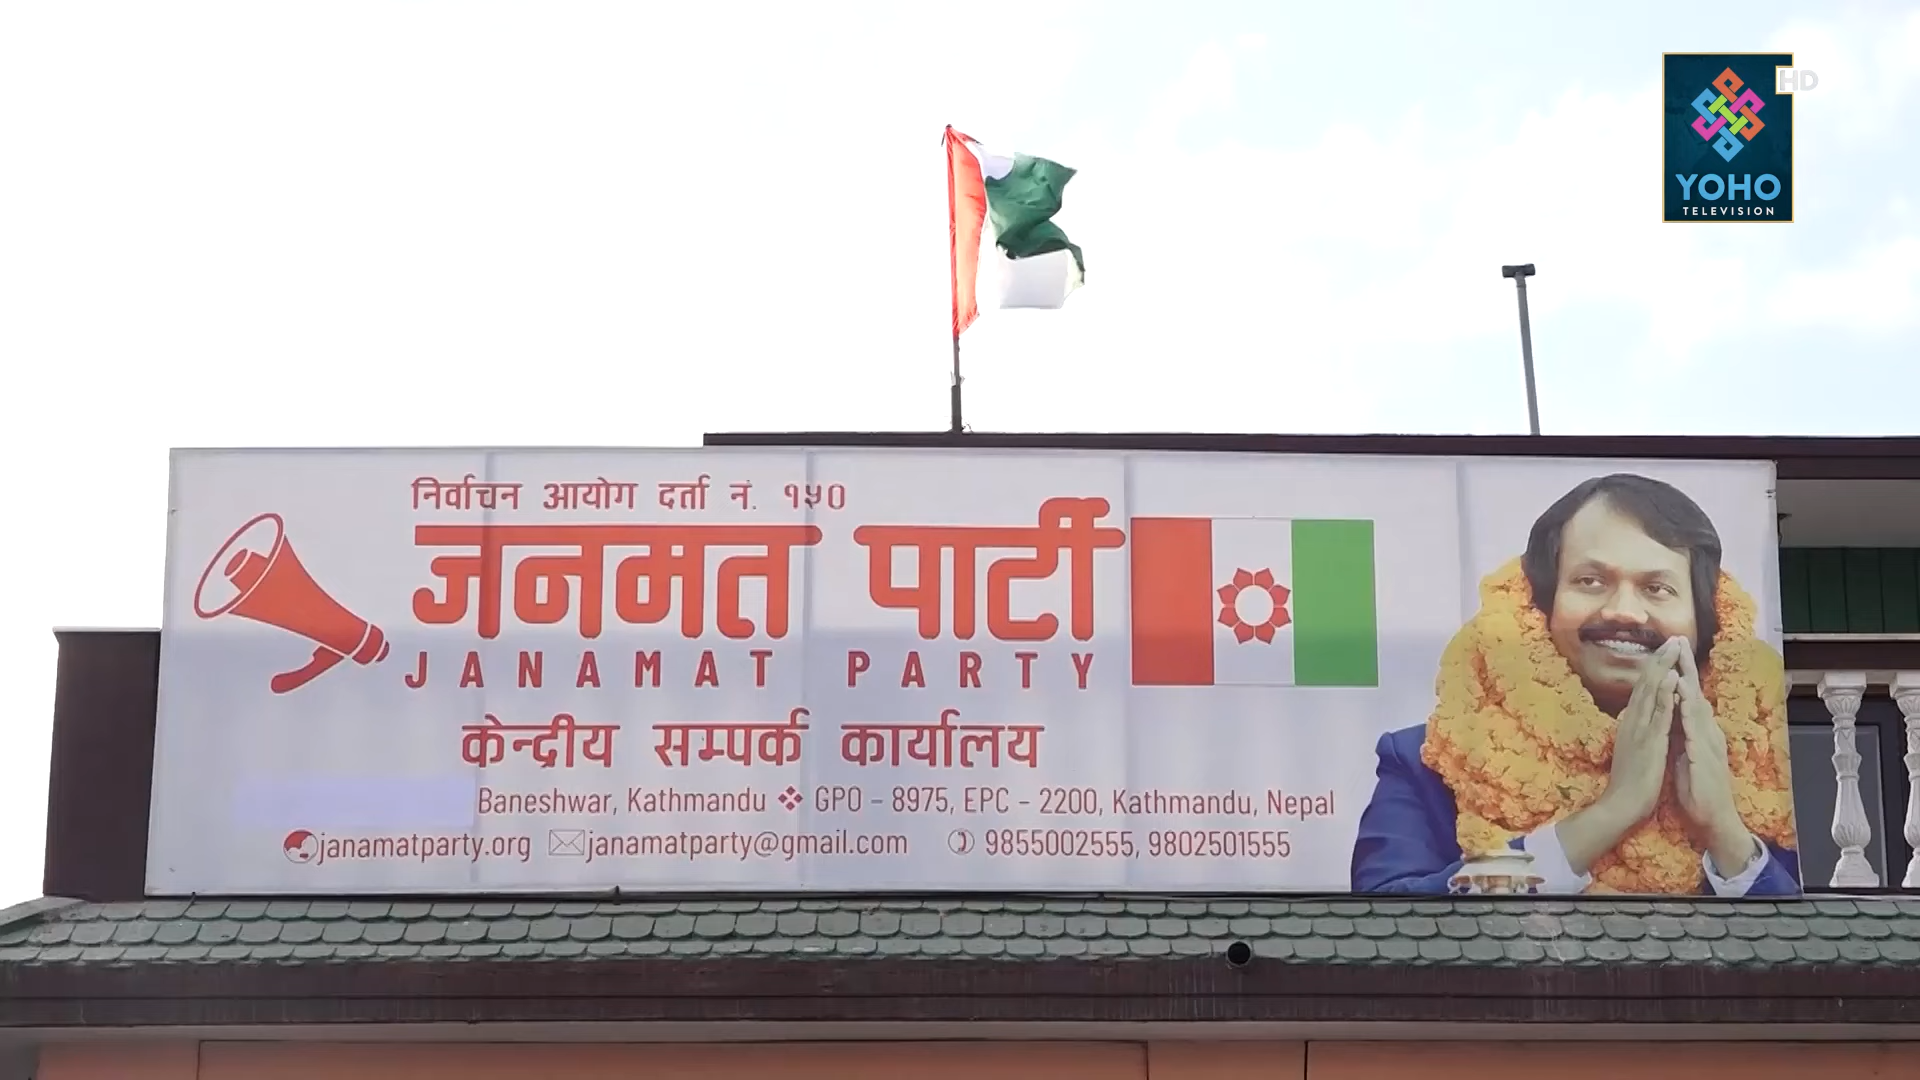 HD
YOHO
TELEVISION
निर्वाचन आयोग दर्ता नं. १५०
जनमत पार्टी
JANAMAT PARTY
केन्द्रीय सम्पर्क कार्यालय
Baneshwar, Kathmandu ❖ GPO - 8975, EPC - 2200, Kathmandu, Nepal
janamatparty.org janamatparty@gmail.com 9855002555, 9802501555